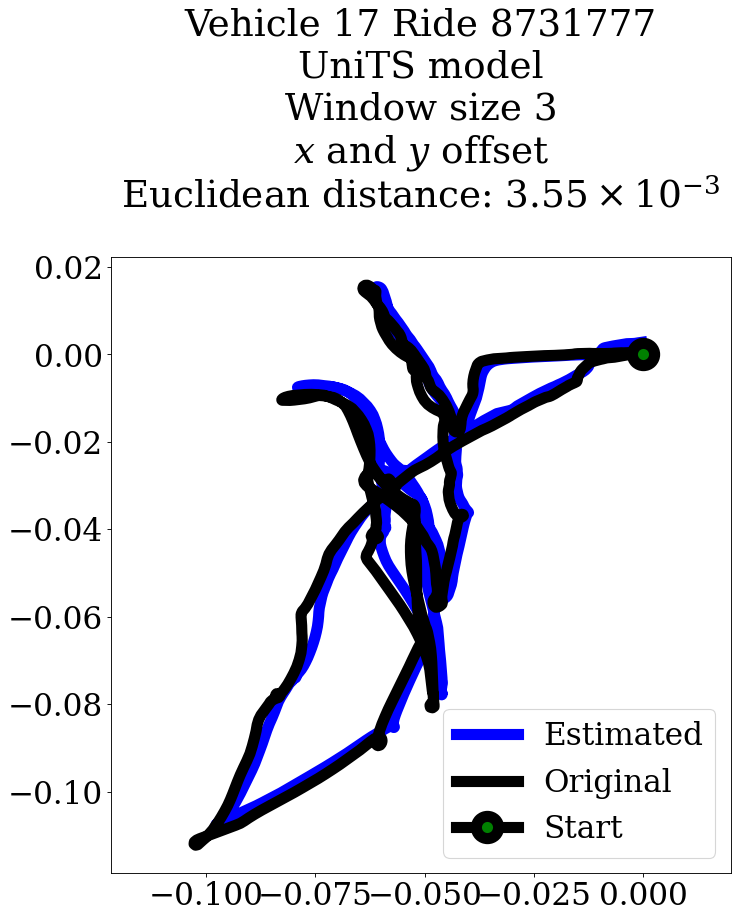 Vehicle 17 Ride 8731777
UniTS model
Window size 3
x and y offset
Euclidean distance: 3.55 × 10⁻³
0.02
0.00
−0.02
−0.04
−0.06
−0.08
−0.10
Estimated
Original
Start
−0.100 −0.075 −0.050 −0.025 0.000